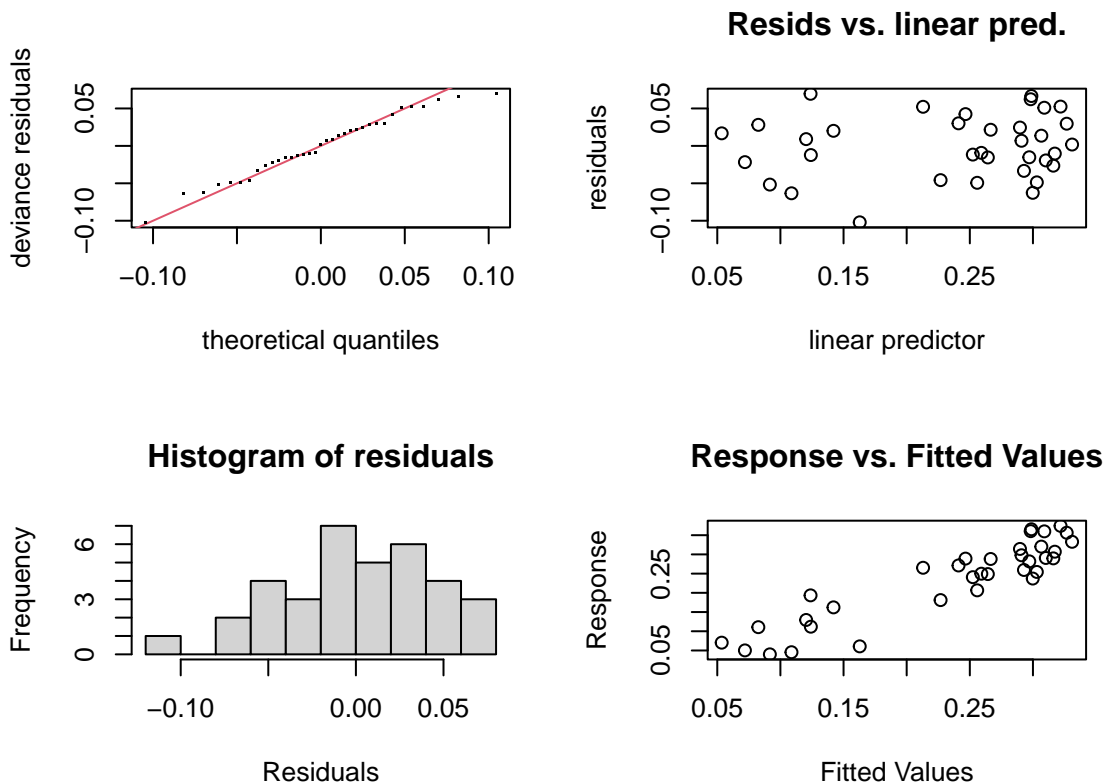 deviance residuals
−0.10
0.05
−0.10
0.00
0.05
0.10
theoretical quantiles
Resids vs. linear pred.
residuals
−0.10
0.05
0.05
0.15
0.25
linear predictor
Histogram of residuals
Frequency
0
3
6
−0.10
0.00
0.05
Residuals
Response vs. Fitted Values
Response
0.05
0.25
0.05
0.15
0.25
Fitted Values